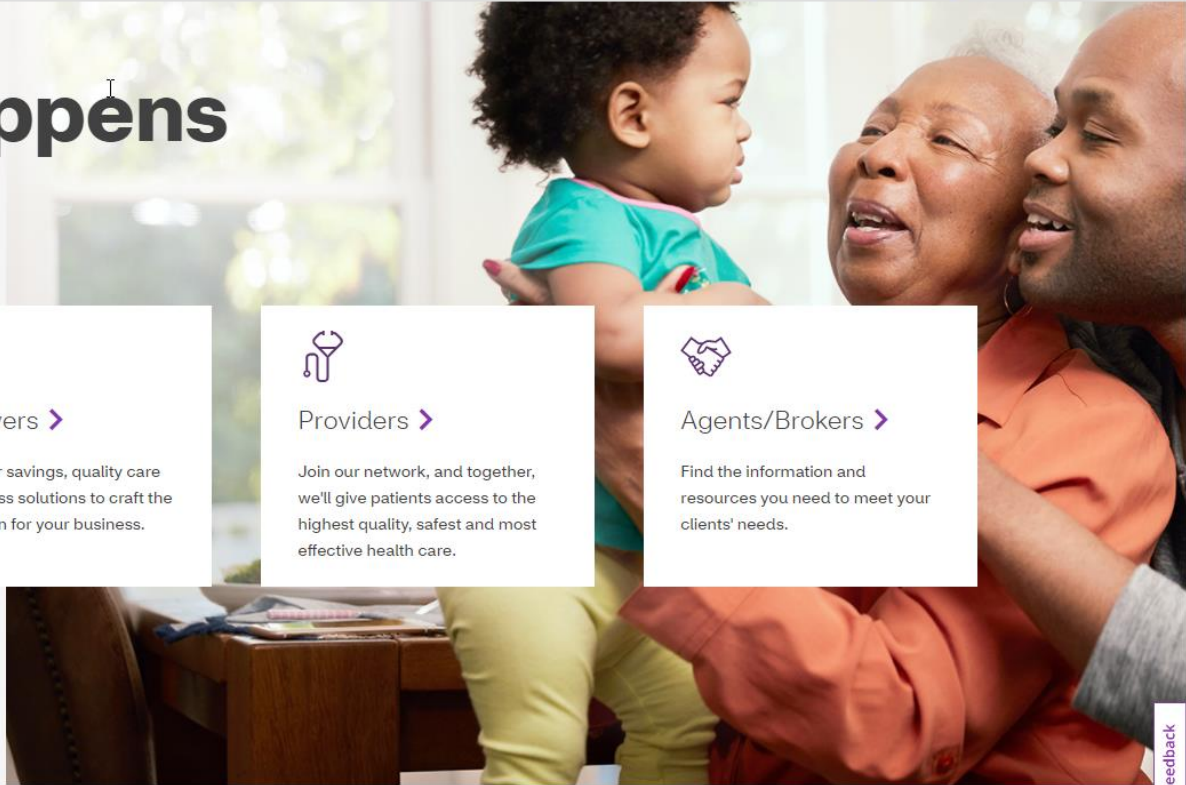 ppens
ers
savings, quality care
ss solutions to craft the
n for your business.
Providers
Join our network, and together,
we'll give patients access to the
highest quality, safest and most
effective health care.
Agents/Brokers
Find the information and
resources you need to meet your
clients' needs.
eedback